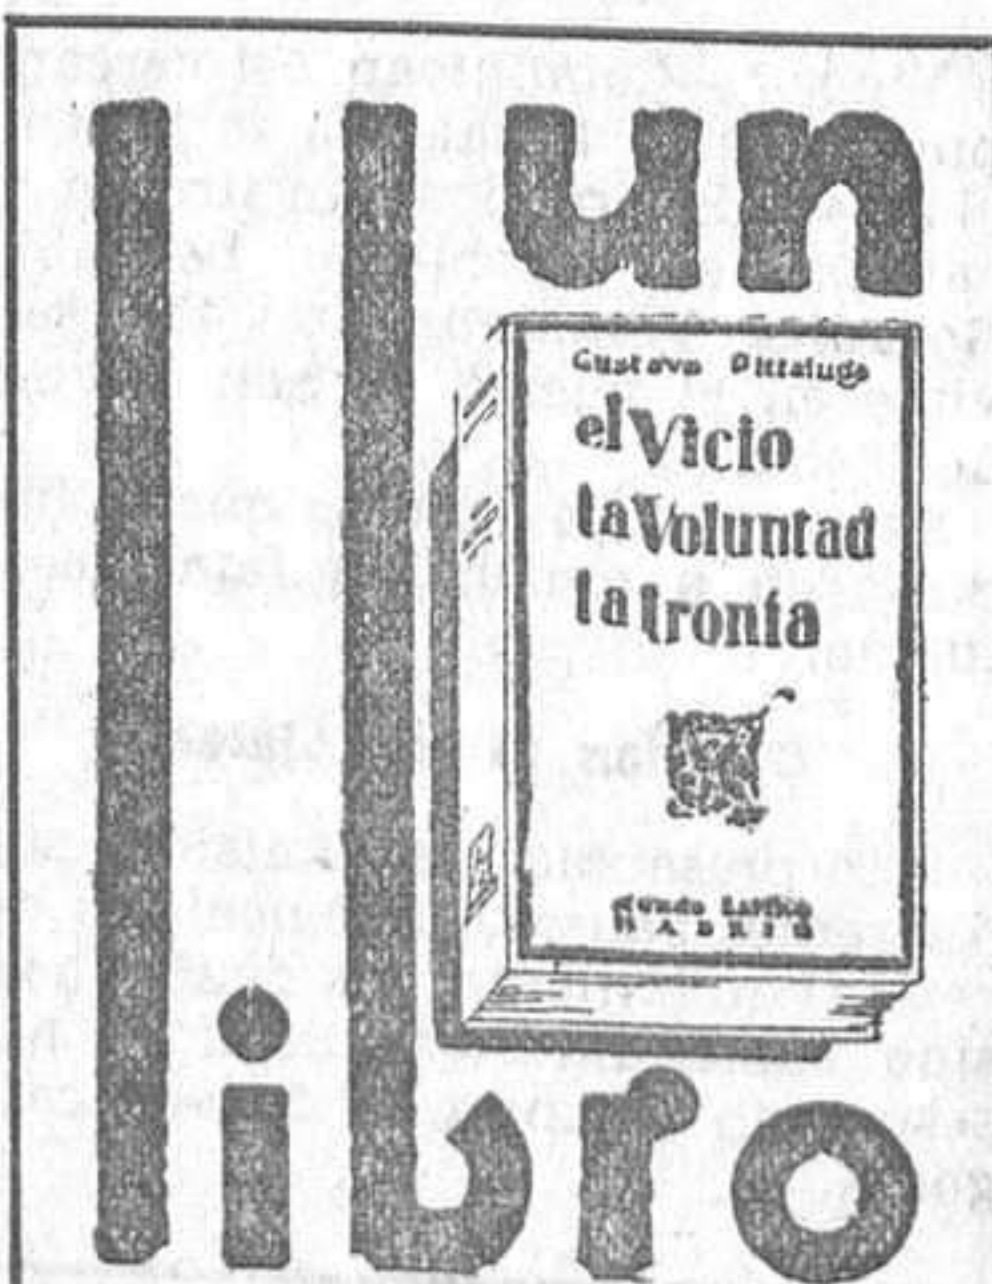 un
Gustavo Pittaluga
el Vicio
la Voluntad
la Ironía
Mundo Latino
MADRID
libro